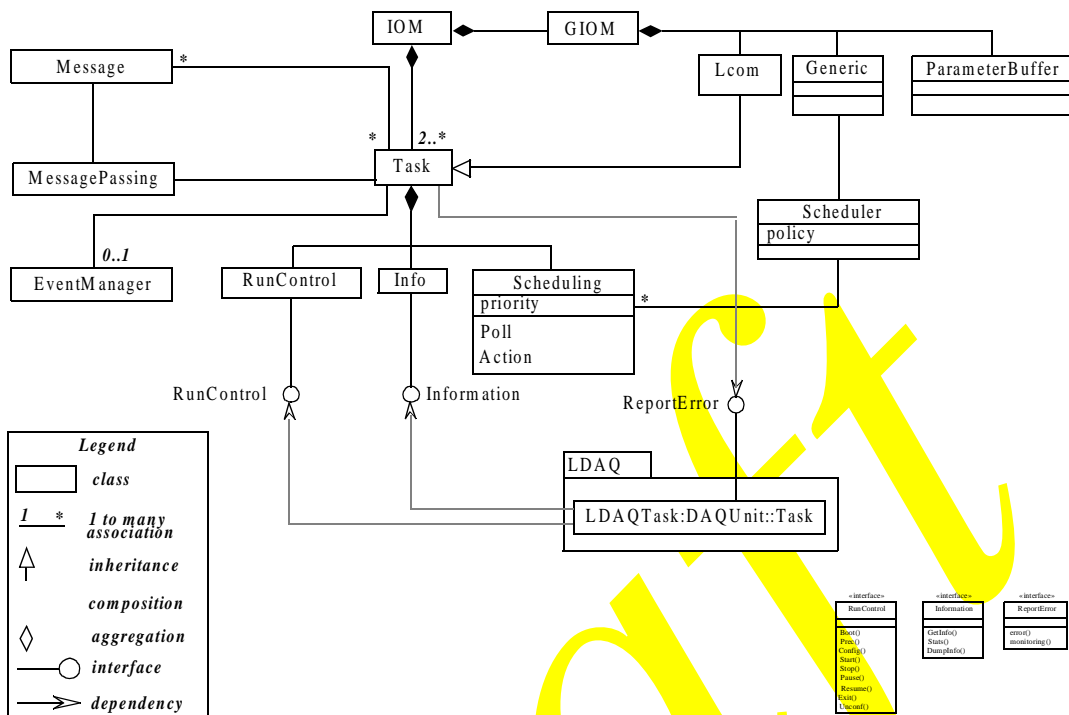 IOM
GIOM
Message
*
Lcom
Generic
ParameterBuffer
*
2..*
Task
MessagePassing
Scheduler
policy
0..1
EventManager
RunControl
Info
Scheduling
priority
*
Poll
Action
RunControl
Information
ReportError
Legend
class
1 * 1 to many
association
inheritance
composition
aggregation
interface
dependency
LDAQ
LDAQTask:DAQUnit::Task
«interface»
RunControl
Boot()
Prec()
Config()
Start()
Stop()
Pause()
Resume()
Exit()
Unconf()
«interface»
Information
GetInfo()
Stats()
DumpInfo()
«interface»
ReportError
error()
monitoring()
ft